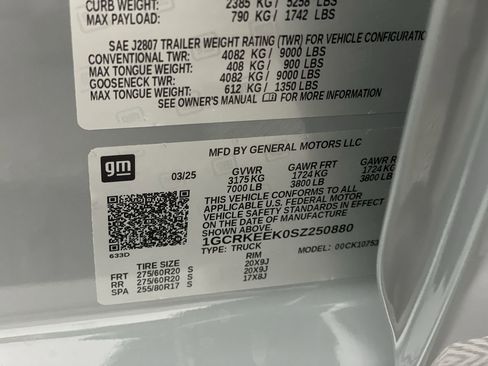 CURB WEIGHT: 2385 KG / 5258 LBS
MAX PAYLOAD: 790 KG / 1742 LBS
SAE J2807 TRAILER WEIGHT RATING (TWR) FOR VEHICLE CONFIGURATION
CONVENTIONAL TWR: 4082 KG / 9000 LBS
MAX TONGUE WEIGHT: 408 KG / 900 LBS
GOOSENECK TWR: 4082 KG / 9000 LBS
MAX TONGUE WEIGHT: 612 KG / 1350 LBS
SEE OWNER'S MANUAL FOR ADDITIONAL INFORMATION
MFD BY GENERAL MOTORS LLC
gm
03/25 GVWR GAWR FRT GAWR RR
3175 KG 1724 KG 1724 KG
7000 LB 3800 LB 3800 LB
THIS VEHICLE CONFORMS TO ALL
APPLICABLE U.S. FEDERAL MOTOR
VEHICLE SAFETY STANDARDS IN EFFECT
ON THE DATE OF MANUFACTURE
SHOWN ABOVE.
1GCRKEEK0SZ250880
TYPE: TRUCK MODEL: 00CK10753
633D
TIRE SIZE RIM
FRT 275/60R20 S 20X9J
RR 275/60R20 S 20X9J
SPA 255/80R17 S 17X8J